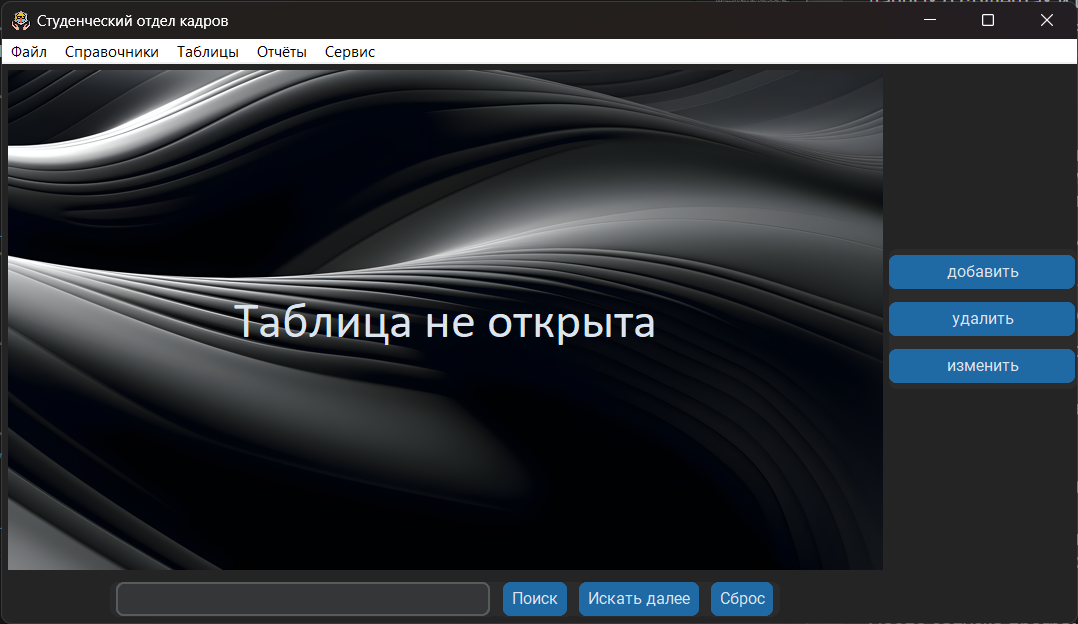 Студенческий отдел кадров
Файл Справочники Таблицы Отчёты Сервис
Таблица не открыта
добавить
удалить
изменить
Поиск Искать далее Сброс